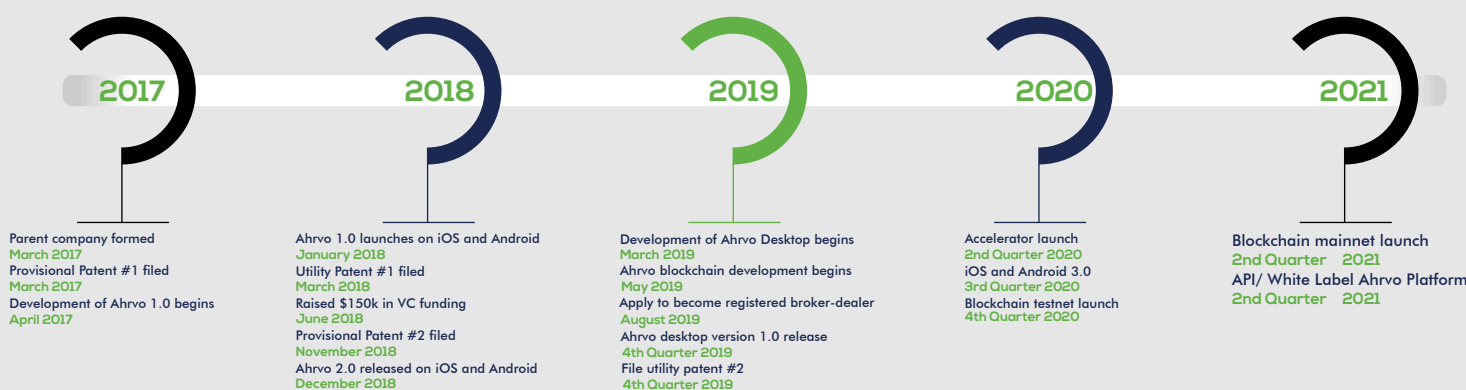 2017
2018
2019
2020
2021
Parent company formed
March 2017
Provisional Patent #1 filed
March 2017
Development of Ahrvo 1.0 begins
April 2017
Ahrvo 1.0 launches on iOS and Android
January 2018
Utility Patent #1 filed
March 2018
Raised $150k in VC funding
June 2018
Provisional Patent #2 filed
November 2018
Ahrvo 2.0 released on iOS and Android
December 2018
Development of Ahrvo Desktop begins
March 2019
Ahrvo blockchain development begins
May 2019
Apply to become registered broker-dealer
August 2019
Ahrvo desktop version 1.0 release
4th Quarter 2019
File utility patent #2
4th Quarter 2019
Accelerator launch
2nd Quarter 2020
iOS and Android 3.0
3rd Quarter 2020
Blockchain testnet launch
4th Quarter 2020
Blockchain mainnet launch
2nd Quarter 2021
API/ White Label Ahrvo Platform
2nd Quarter 2021